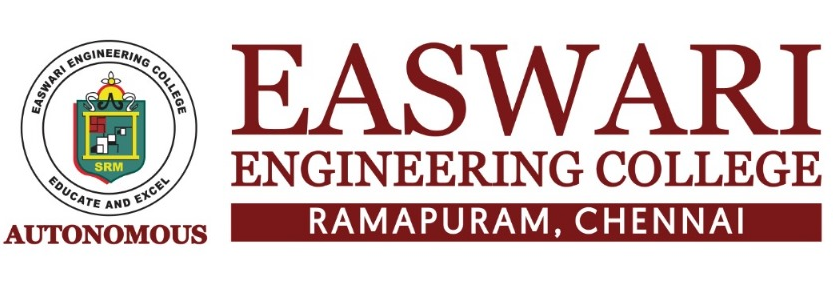 EASWARI ENGINEERING COLLEGE
SRM
EDUCATE AND EXCEL
AUTONOMOUS
EASWARI
ENGINEERING COLLEGE
RAMAPURAM, CHENNAI